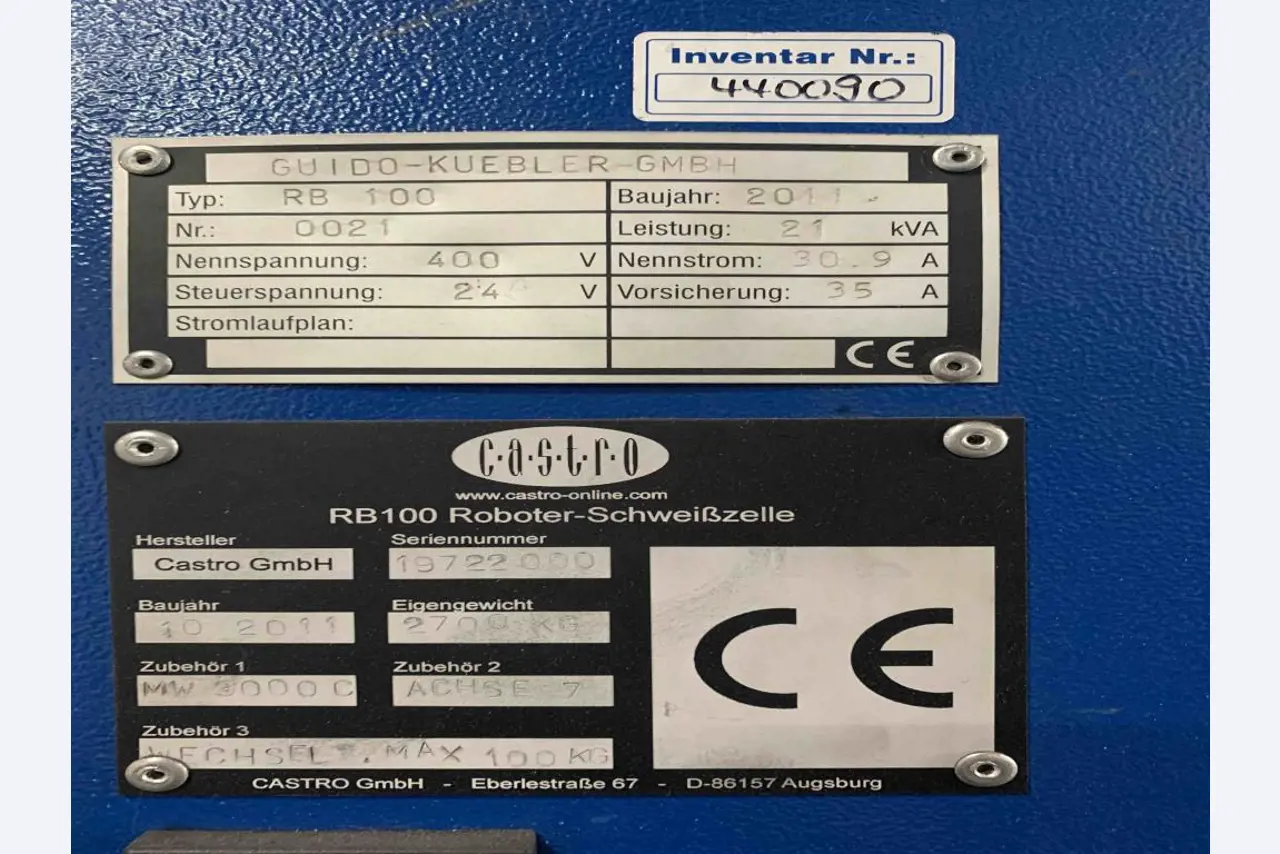 Inventar Nr.:
440090
GUIDO-KUEBLER-GMBH
Typ: RB 100 Baujahr: 2011
Nr.: 0021 Leistung: 21 kVA
Nennspannung: 400 V Nennstrom: 30.9 A
Steuerspannung: 24 V Vorsicherung: 35 A
Stromlaufplan:
CE
c·a·s·t·r·o
www.castro-online.com
RB100 Roboter-Schweißzelle
Hersteller Seriennummer
Castro GmbH 19722000
Baujahr Eigengewicht
10 2011 2700 KG
Zubehör 1 Zubehör 2
MW 3000 C ACHSE 7
Zubehör 3
MAX 100KG
CE
CASTRO GmbH - Eberlestraße 67 - D-86157 Augsburg